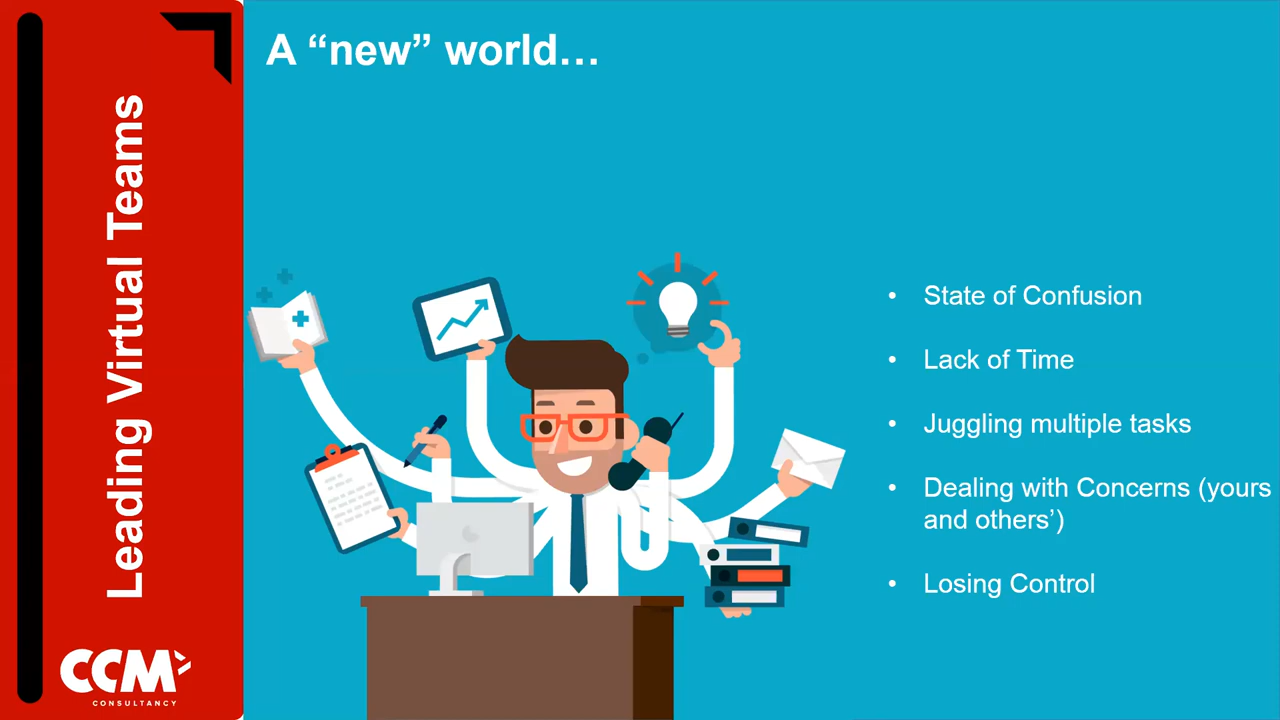 Leading Virtual Teams
CCM
CONSULTANCY
A “new” world…
• State of Confusion
• Lack of Time
• Juggling multiple tasks
• Dealing with Concerns (yours
and others’)
• Losing Control